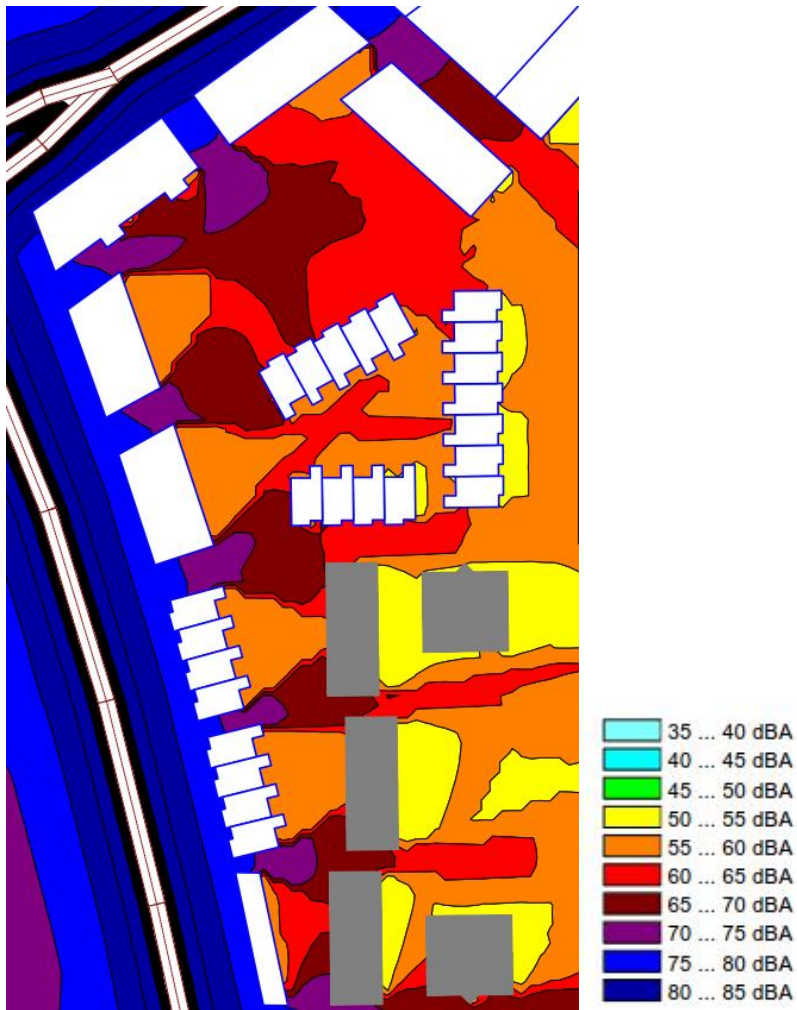 35 ... 40 dBA
40 ... 45 dBA
45 ... 50 dBA
50 ... 55 dBA
55 ... 60 dBA
60 ... 65 dBA
65 ... 70 dBA
70 ... 75 dBA
75 ... 80 dBA
80 ... 85 dBA